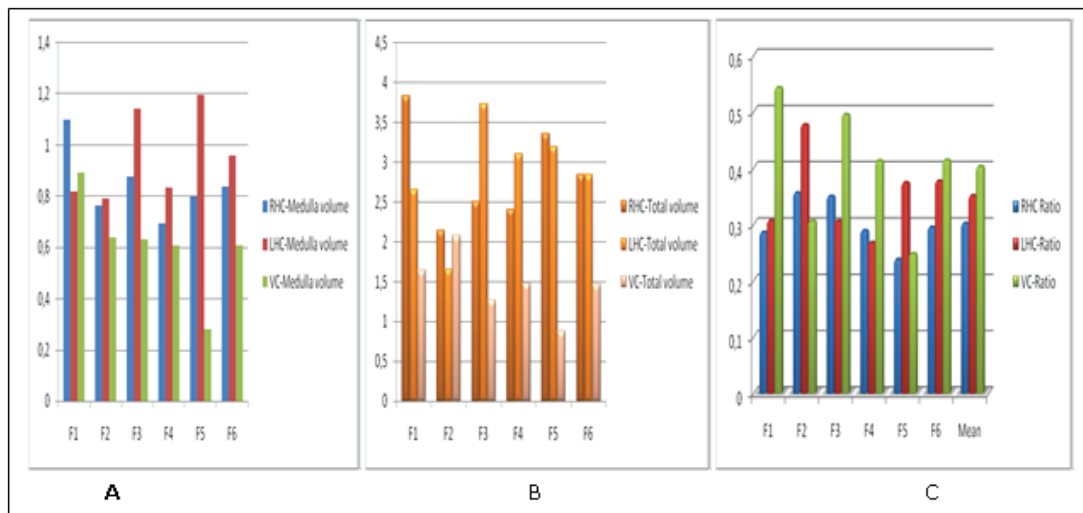 1,4
1,2
1
0,8
0,6
0,4
0,2
0
F1 F2 F3 F4 F5 F6
RHC-Medulla volume
LHC-Medulla volume
VC-Medulla volume
A
4,5
4
3,5
3
2,5
2
1,5
1
0,5
0
F1 F2 F3 F4 F5 F6
RHC-Total volume
LHC-Total volume
VC-Total volume
B
0,6
0,5
0,4
0,3
0,2
0,1
0
F1 F2 F3 F4 F5 F6 Mean
RHC Ratio
LHC-Ratio
VC-Ratio
C